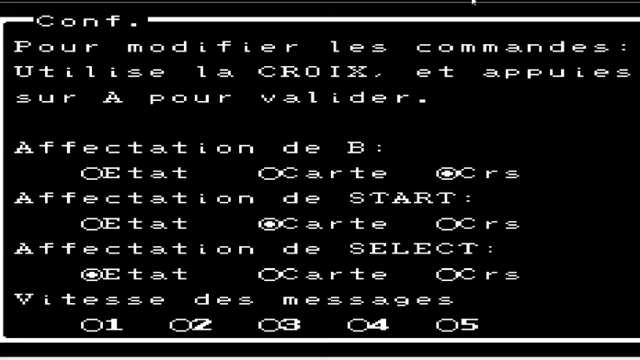 Conf.
Pour modifier les commandes:
Utilise la CROIX, et appuies
sur A pour valider.
Affectation de B:
Etat Carte Crs
Affectation de START:
Etat Carte Crs
Affectation de SELECT:
Etat Carte Crs
Vitesse des messages
1 2 3 4 5